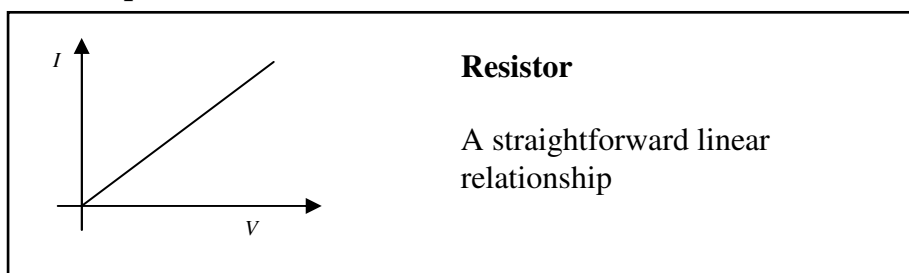 I
Resistor
A straightforward linear
relationship
V